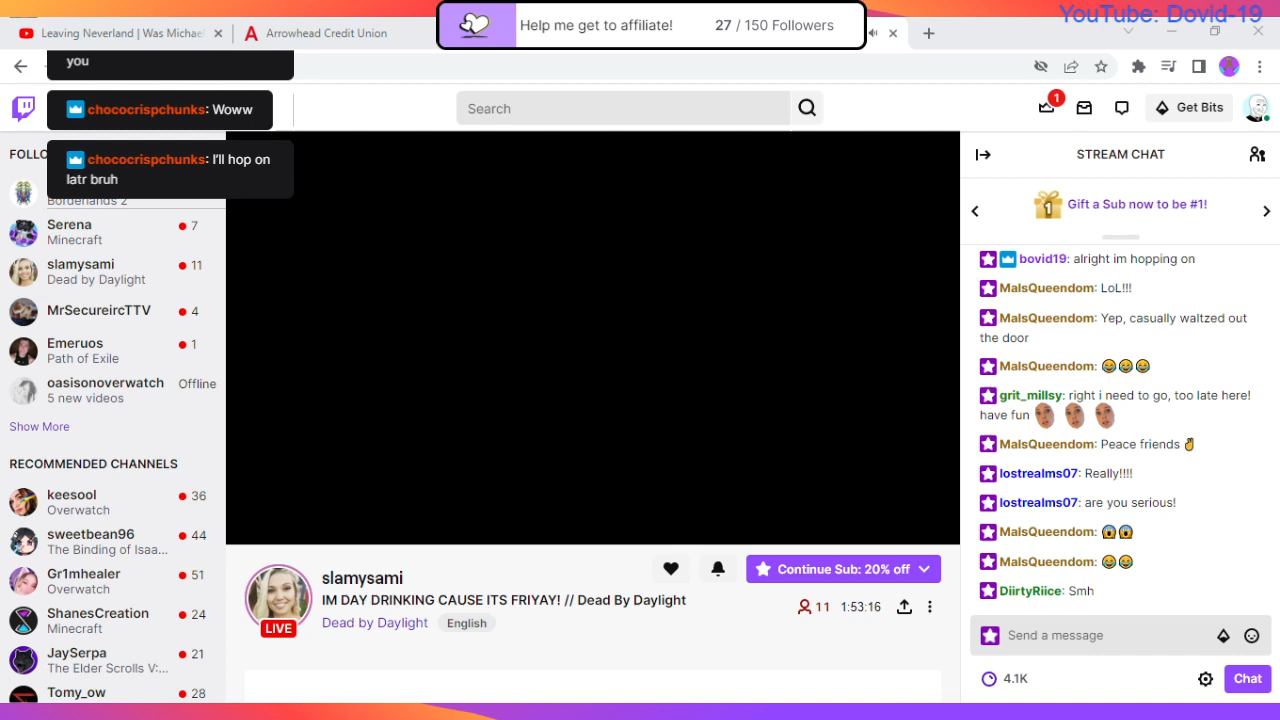 YouTube: Dovid-19
Leaving Neverland | Was Michae
Arrowhead Credit Union
Help me get to affiliate! 27 / 150 Followers
you
chococrispchunks: Woww
chococrispchunks: I'll hop on
latr bruh
Search
1
Get Bits
FOLLO
Borderlands 2
Serena 7
Minecraft
slamysami 11
Dead by Daylight
MrSecureircTTV 4
Emeruos 1
Path of Exile
oasisonoverwatch Offline
5 new videos
Show More
RECOMMENDED CHANNELS
keesool 36
Overwatch
sweetbean96 44
The Binding of Isaa...
Gr1mhealer 51
Overwatch
ShanesCreation 24
Minecraft
JaySerpa 21
The Elder Scrolls V:...
Tomy_ow 28
slamysami
IM DAY DRINKING CAUSE ITS FRIYAY! // Dead By Daylight
Dead by Daylight English
LIVE
Continue Sub: 20% off
11 1:53:16
STREAM CHAT
1
Gift a Sub now to be #1!
bovid19: alright im hopping on
MalsQueendom: LoL!!!
MalsQueendom: Yep, casually waltzed out
the door
MalsQueendom: 😂😂😂
grit_millsy: right i need to go, too late here!
have fun
MalsQueendom: Peace friends ✌
lostrealms07: Really!!!!
lostrealms07: are you serious!
MalsQueendom: 😱😱
MalsQueendom: 😂😂
DiirtyRiice: Smh
Send a message
4.1K
Chat